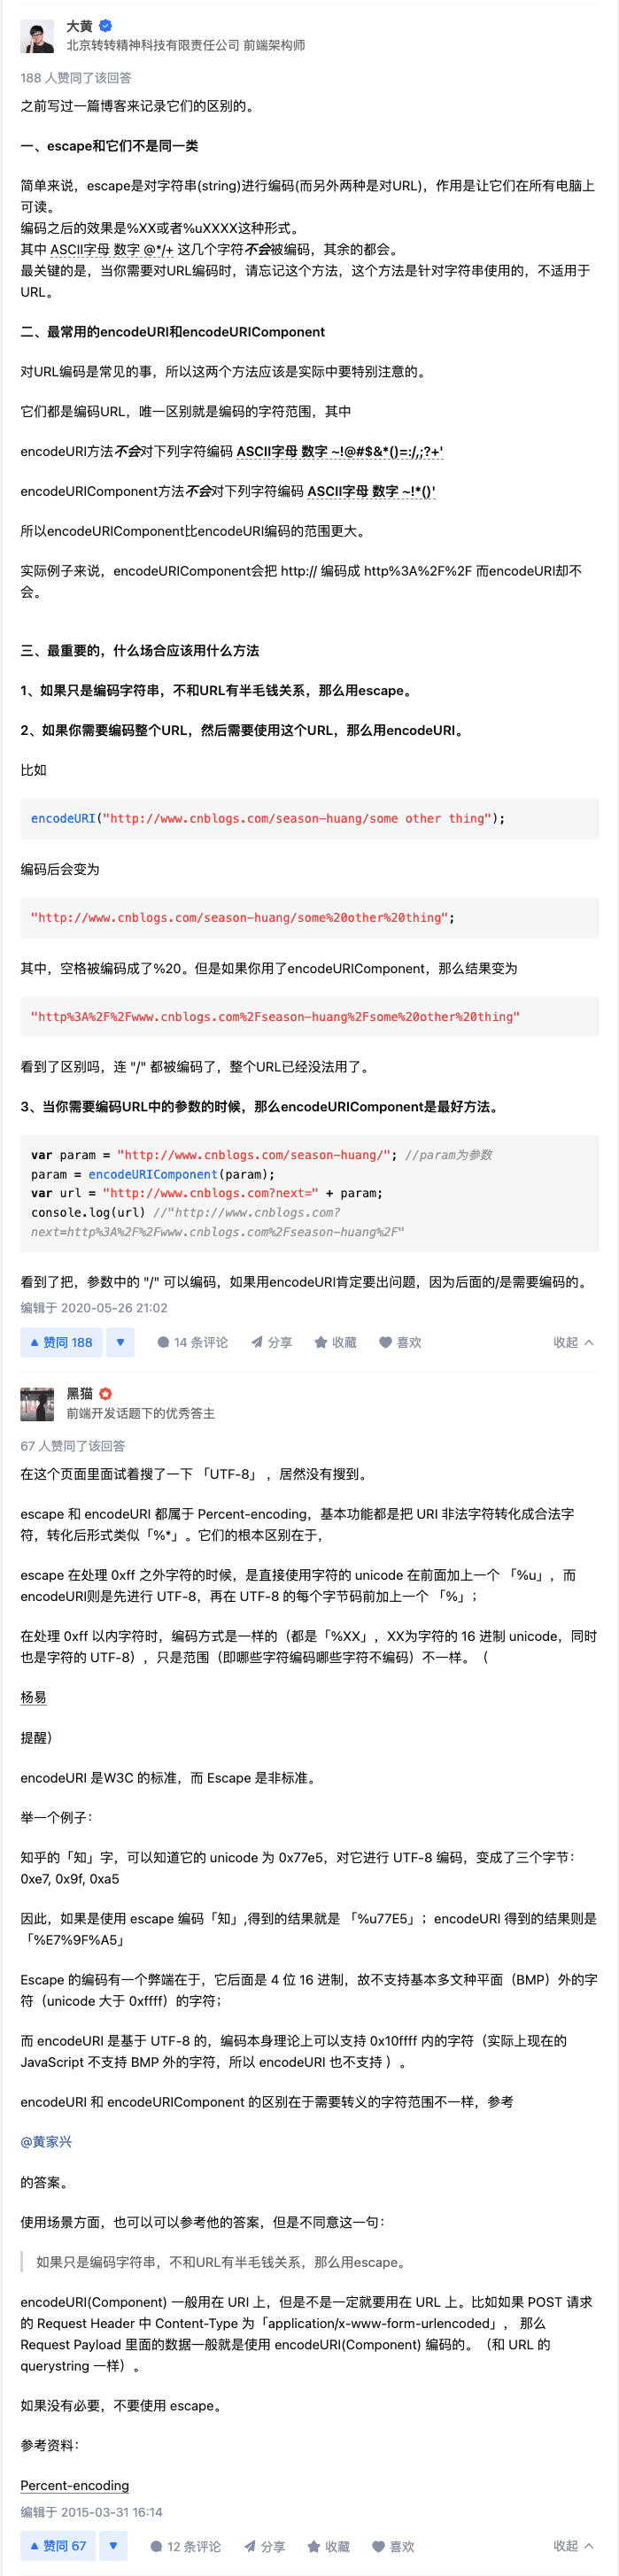 大黄
北京转转精神科技有限责任公司 前端架构师
188 人赞同了该回答
之前写过一篇博客来记录它们的区别的。
一、escape和它们不是同一类
简单来说，escape是对字符串(string)进行编码(而另外两种是对URL)，作用是让它们在所有电脑上
可读。
编码之后的效果是%XX或者%uXXXX这种形式。
其中 ASCII字母 数字 @*/+ 这几个字符不会被编码，其余的都会。
最关键的是，当你需要对URL编码时，请忘记这个方法，这个方法是针对字符串使用的，不适用于
URL。
二、最常用的encodeURI和encodeURIComponent
对URL编码是常见的事，所以这两个方法应该是实际中要特别注意的。
它们都是编码URL，唯一区别就是编码的字符范围，其中
encodeURI方法不会对下列字符编码 ASCII字母 数字 ~!@#$&*()=:/,;?+'
encodeURIComponent方法不会对下列字符编码 ASCII字母 数字 ~!*()'
所以encodeURIComponent比encodeURI编码的范围更大。
实际例子来说，encodeURIComponent会把 http:// 编码成 http%3A%2F%2F 而encodeURI却不
会。
三、最重要的，什么场合应该用什么方法
1、如果只是编码字符串，不和URL有半毛钱关系，那么用escape。
2、如果你需要编码整个URL，然后需要使用这个URL，那么用encodeURI。
比如
encodeURI("http://www.cnblogs.com/season-huang/some other thing");
编码后会变为
"http://www.cnblogs.com/season-huang/some%20other%20thing";
其中，空格被编码成了%20。但是如果你用了encodeURIComponent，那么结果变为
"http%3A%2F%2Fwww.cnblogs.com%2Fseason-huang%2Fsome%20other%20thing"
看到了区别吗，连 "/" 都被编码了，整个URL已经没法用了。
3、当你需要编码URL中的参数的时候，那么encodeURIComponent是最好方法。
var param = "http://www.cnblogs.com/season-huang/"; //param为参数
param = encodeURIComponent(param);
var url = "http://www.cnblogs.com?next=" + param;
console.log(url) //"http://www.cnblogs.com?
next=http%3A%2F%2Fwww.cnblogs.com%2Fseason-huang%2F"
看到了把，参数中的 "/" 可以编码，如果用encodeURI肯定要出问题，因为后面的/是需要编码的。
编辑于 2020-05-26 21:02
赞同 188 14 条评论 分享 收藏 喜欢 收起
黑猫
前端开发话题下的优秀答主
67 人赞同了该回答
在这个页面里面试着搜了一下 「UTF-8」 ，居然没有搜到。
escape 和 encodeURI 都属于 Percent-encoding，基本功能都是把 URI 非法字符转化成合法字
符，转化后形式类似「%*」。它们的根本区别在于，
escape 在处理 0xff 之外字符的时候，是直接使用字符的 unicode 在前面加上一个 「%u」，而
encodeURI则是先进行 UTF-8，再在 UTF-8 的每个字节码前加上一个 「%」；
在处理 0xff 以内字符时，编码方式是一样的（都是「%XX」，XX为字符的 16 进制 unicode，同时
也是字符的 UTF-8），只是范围（即哪些字符编码哪些字符不编码）不一样。（
杨易
提醒）
encodeURI 是W3C 的标准，而 Escape 是非标准。
举一个例子：
知乎的「知」字，可以知道它的 unicode 为 0x77e5，对它进行 UTF-8 编码，变成了三个字节：
0xe7, 0x9f, 0xa5
因此，如果是使用 escape 编码「知」,得到的结果就是 「%u77E5」；encodeURI 得到的结果则是
「%E7%9F%A5」
Escape 的编码有一个弊端在于，它后面是 4 位 16 进制，故不支持基本多文种平面（BMP）外的字
符（unicode 大于 0xffff）的字符；
而 encodeURI 是基于 UTF-8 的，编码本身理论上可以支持 0x10ffff 内的字符（实际上现在的
JavaScript 不支持 BMP 外的字符，所以 encodeURI 也不支持 ）。
encodeURI 和 encodeURIComponent 的区别在于需要转义的字符范围不一样，参考
@黄家兴
的答案。
使用场景方面，也可以可以参考他的答案，但是不同意这一句：
如果只是编码字符串，不和URL有半毛钱关系，那么用escape。
encodeURI(Component) 一般用在 URI 上，但是不是一定就要用在 URL 上。比如如果 POST 请求
的 Request Header 中 Content-Type 为「application/x-www-form-urlencoded」， 那么
Request Payload 里面的数据一般就是使用 encodeURI(Component) 编码的。（和 URL 的
querystring 一样）。
如果没有必要，不要使用 escape。
参考资料：
Percent-encoding
编辑于 2015-03-31 16:14
赞同 67 12 条评论 分享 收藏 喜欢 收起